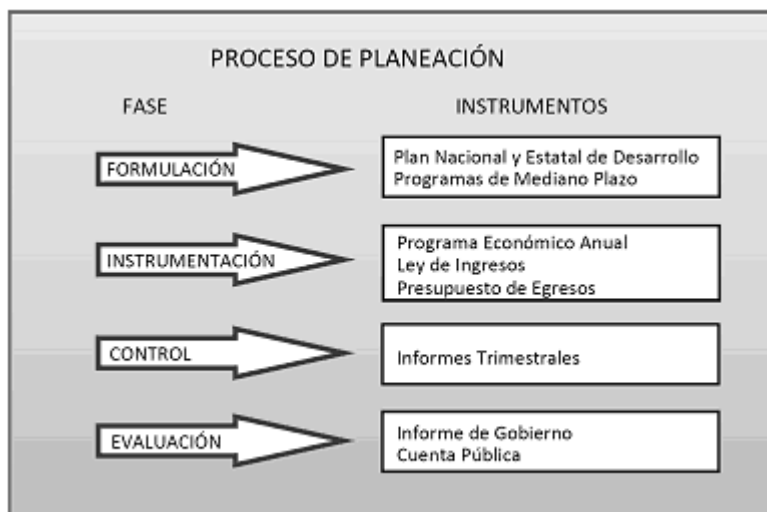 PROCESO DE PLANEACIÓN
FASE
INSTRUMENTOS
FORMULACIÓN
Plan Nacional y Estatal de Desarrollo
Programas de Mediano Plazo
INSTRUMENTACIÓN
Programa Económico Anual
Ley de Ingresos
Presupuesto de Egresos
CONTROL
Informes Trimestrales
EVALUACIÓN
Informe de Gobierno
Cuenta Pública